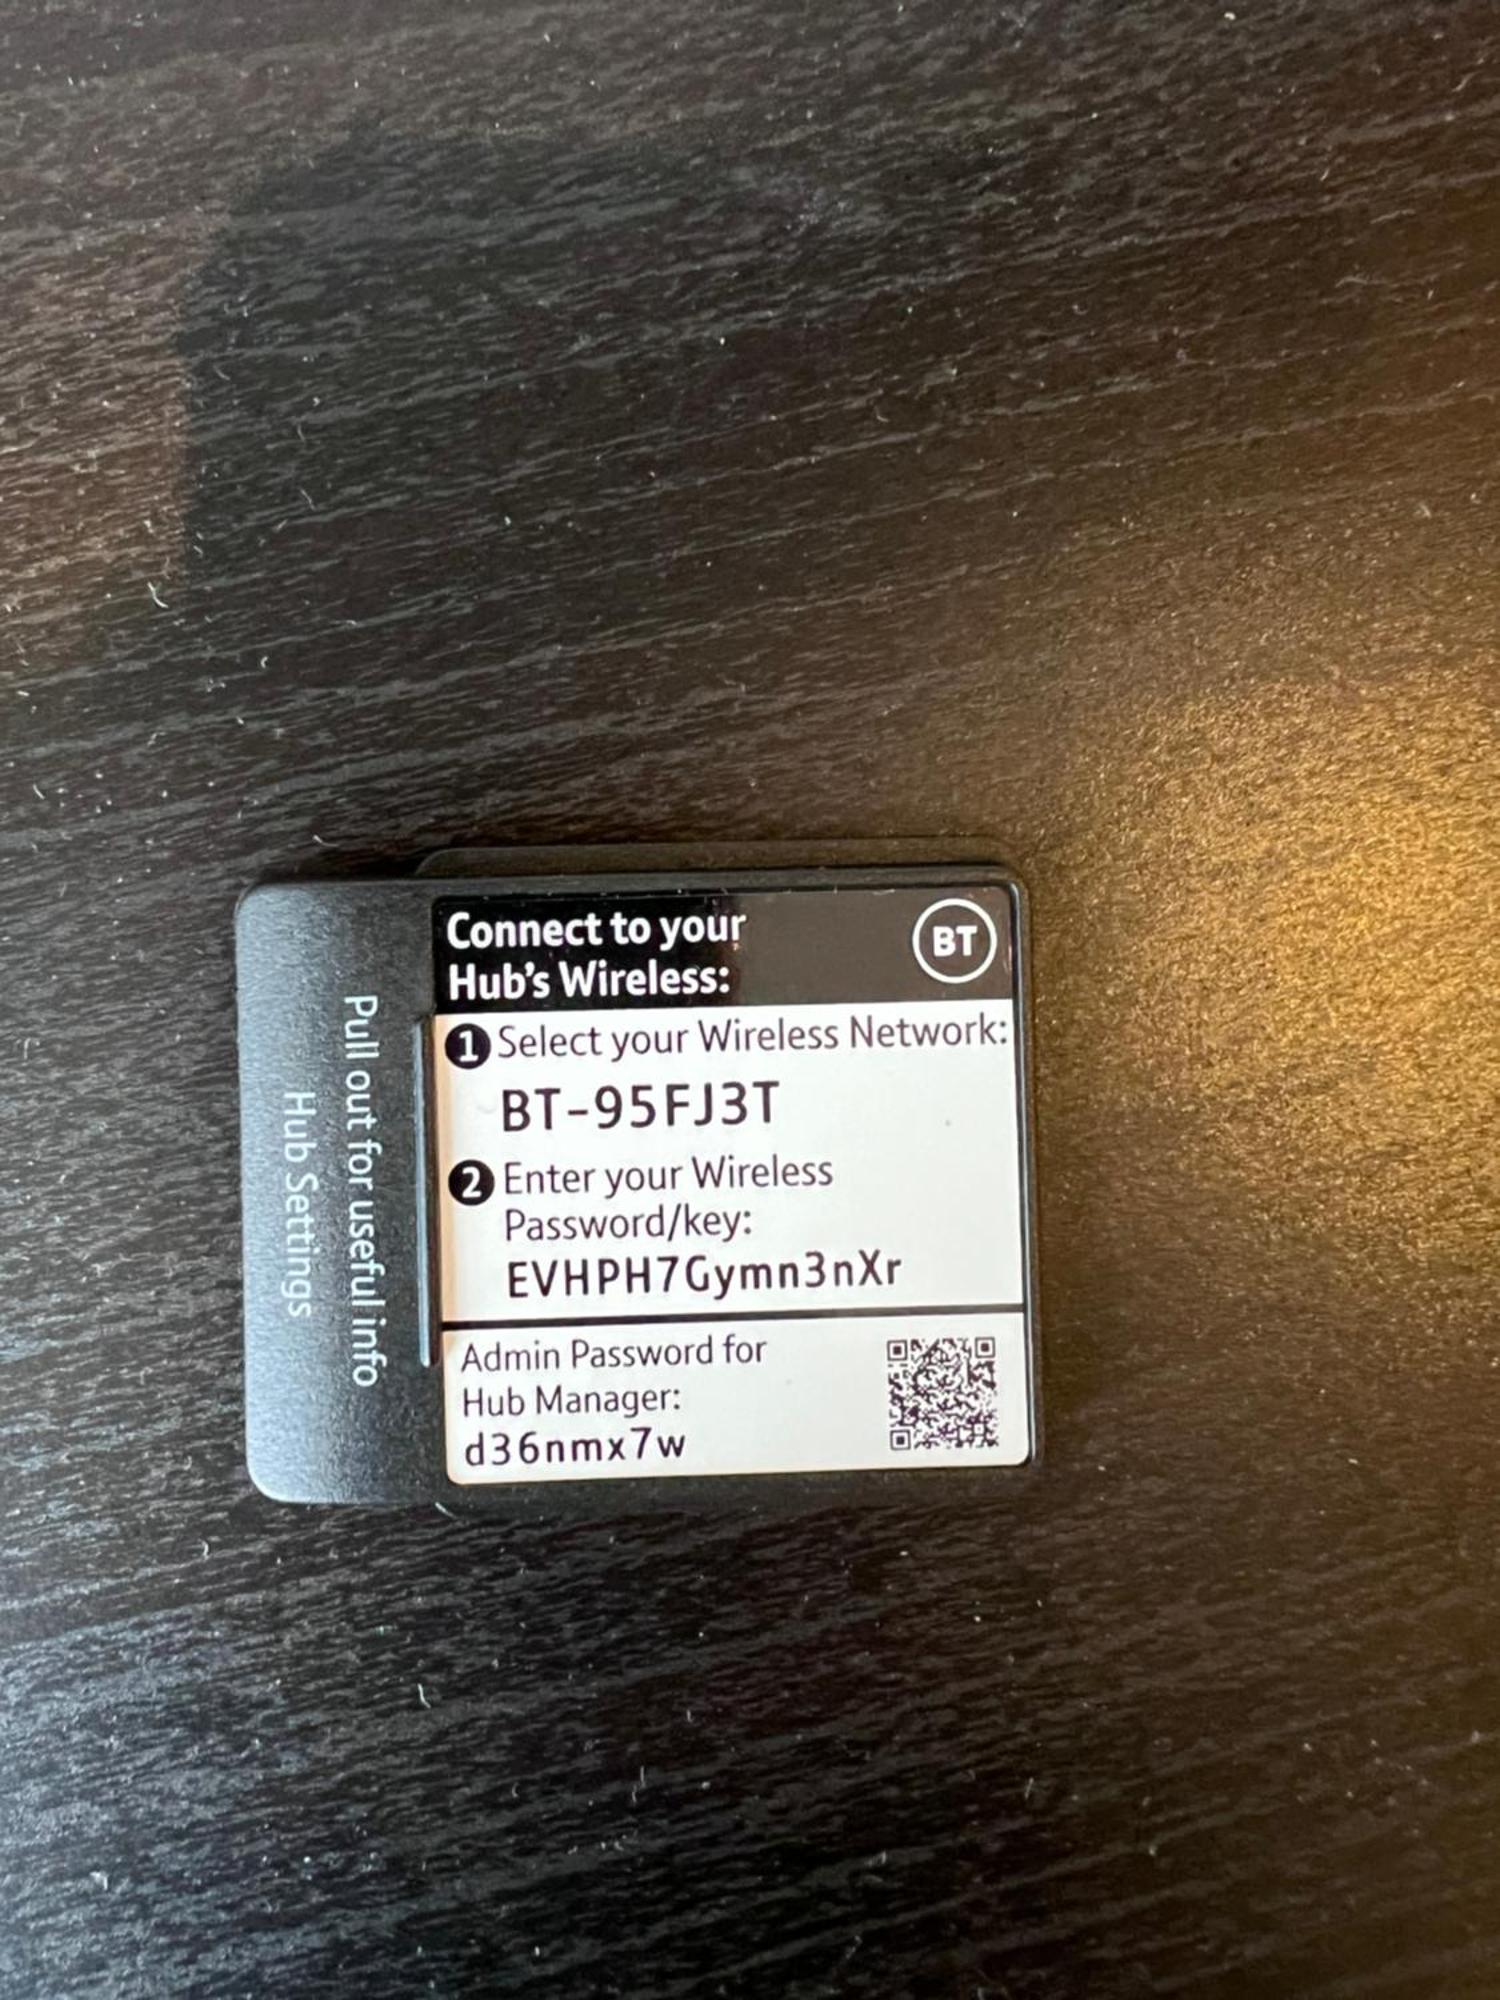 Connect to your
Hub's Wireless:
BT
1 Select your Wireless Network:
BT-95FJ3T
2 Enter your Wireless
Password/key:
EVHPH7Gymn3nXr
Admin Password for
Hub Manager:
d36nmx7w
Pull out for useful info
Hub Settings